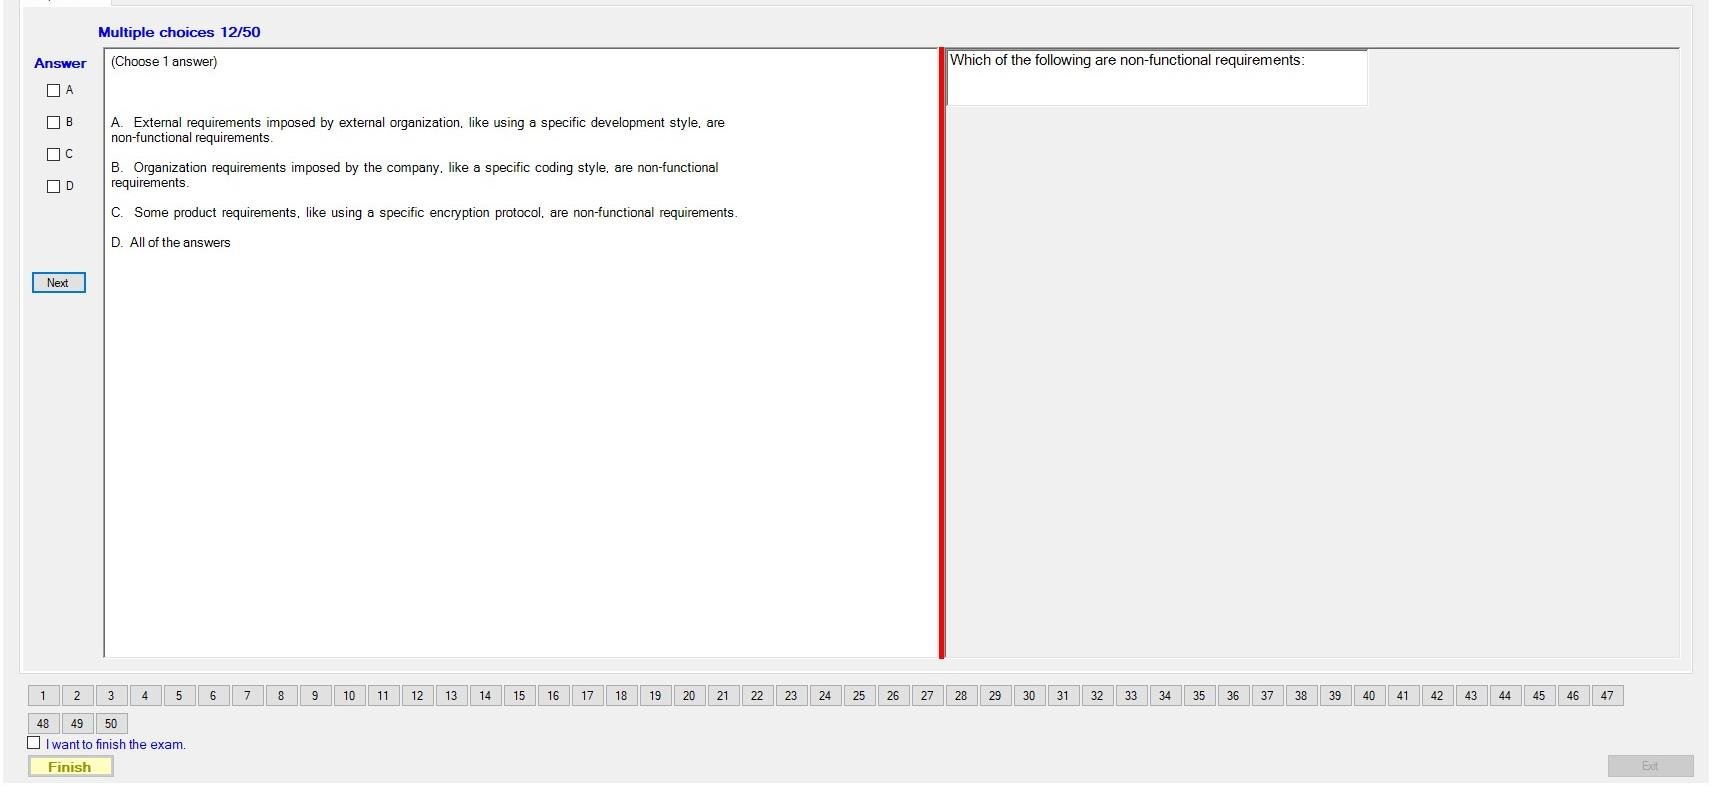 Multiple choices 12/50
Answer
(Choose 1 answer)
Which of the following are non-functional requirements:
A
B
C
D
A. External requirements imposed by external organization, like using a specific development style, are
non-functional requirements.
B. Organization requirements imposed by the company, like a specific coding style, are non-functional
requirements.
C. Some product requirements, like using a specific encryption protocol, are non-functional requirements.
D. All of the answers
Next
1 2 3 4 5 6 7 8 9 10 11 12 13 14 15 16 17 18 19 20 21 22 23 24 25 26 27 28 29 30 31 32 33 34 35 36 37 38 39 40 41 42 43 44 45 46 47
48 49 50
I want to finish the exam.
Finish
Exit